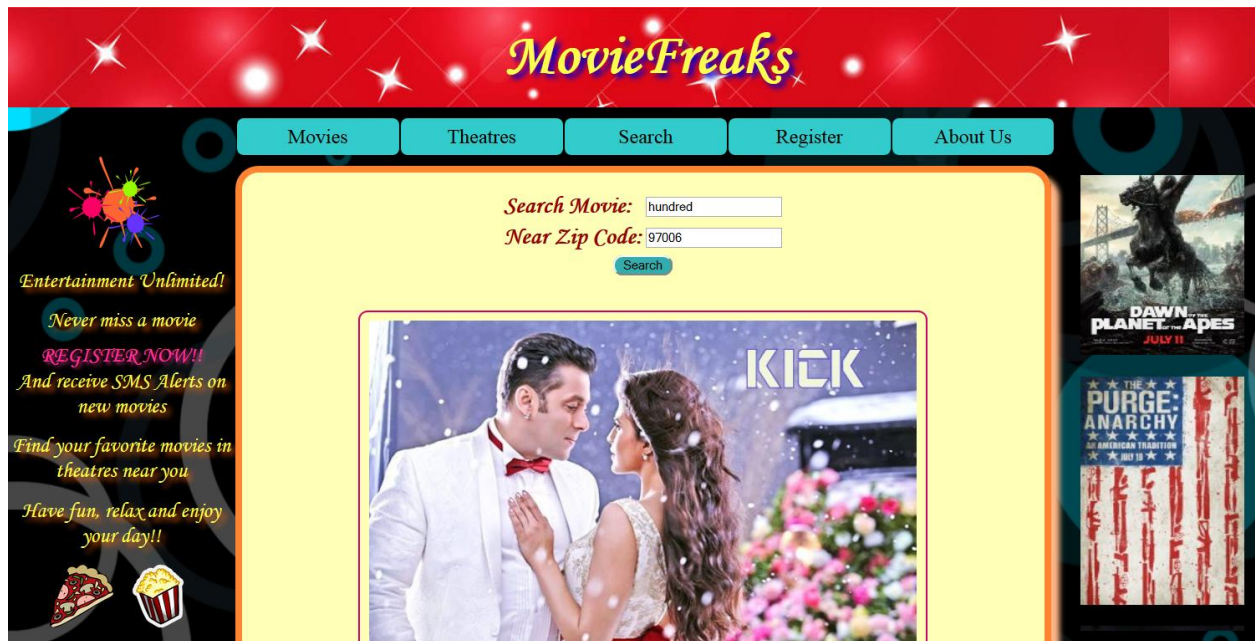 MovieFreaks
Movies
Theatres
Search
Register
About Us
Entertainment Unlimited!
Never miss a movie
REGISTER NOW!!
And receive SMS Alerts on
new movies
Find your favorite movies in
theatres near you
Have fun, relax and enjoy
your day!!
Search Movie: hundred
Near Zip Code: 97006
Search
KICK
DAWN OF THE
PLANET OF THE APES
JULY 11
THE
PURGE:
ANARCHY
AN AMERICAN TRADITION
JULY 18